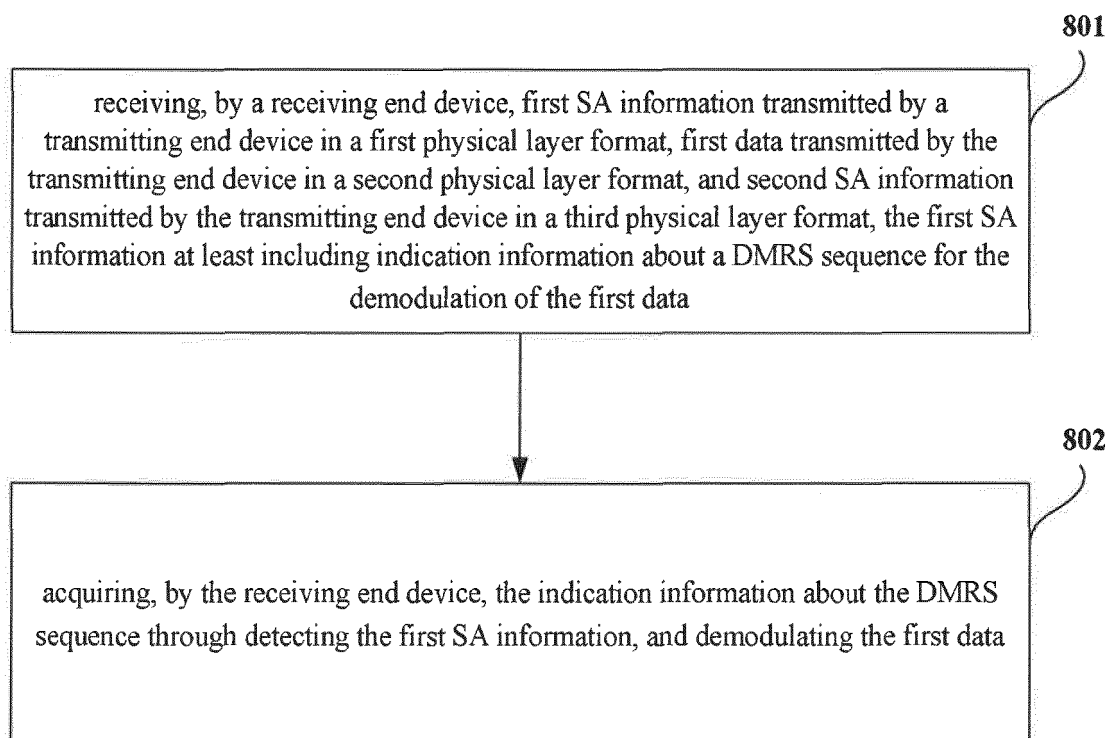 801
receiving, by a receiving end device, first SA information transmitted by a
transmitting end device in a first physical layer format, first data transmitted by the
transmitting end device in a second physical layer format, and second SA information
transmitted by the transmitting end device in a third physical layer format, the first SA
information at least including indication information about a DMRS sequence for the
demodulation of the first data
802
acquiring, by the receiving end device, the indication information about the DMRS
sequence through detecting the first SA information, and demodulating the first data